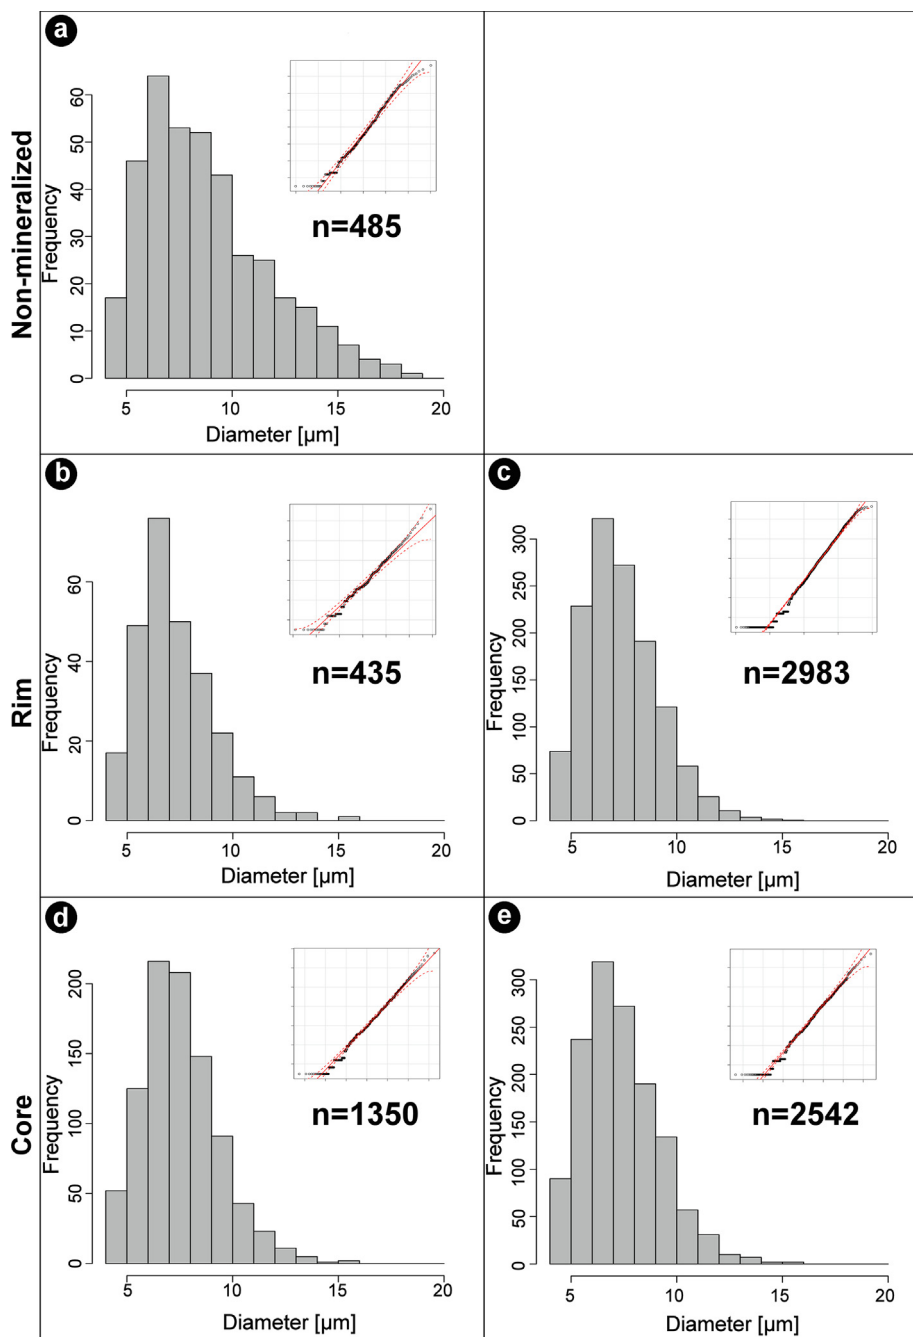 a
Non-mineralized
Frequency
0 10 20 30 40 50 60
n=485
5 10 15 20
Diameter [µm]
b
Rim
Frequency
0 20 40 60
n=435
5 10 15 20
Diameter [µm]
c
Frequency
0 50 100 150 200 250 300
n=2983
5 10 15 20
Diameter [µm]
d
Core
Frequency
0 50 100 150 200
n=1350
5 10 15 20
Diameter [µm]
e
Frequency
0 50 100 150 200 250 300
n=2542
5 10 15 20
Diameter [µm]